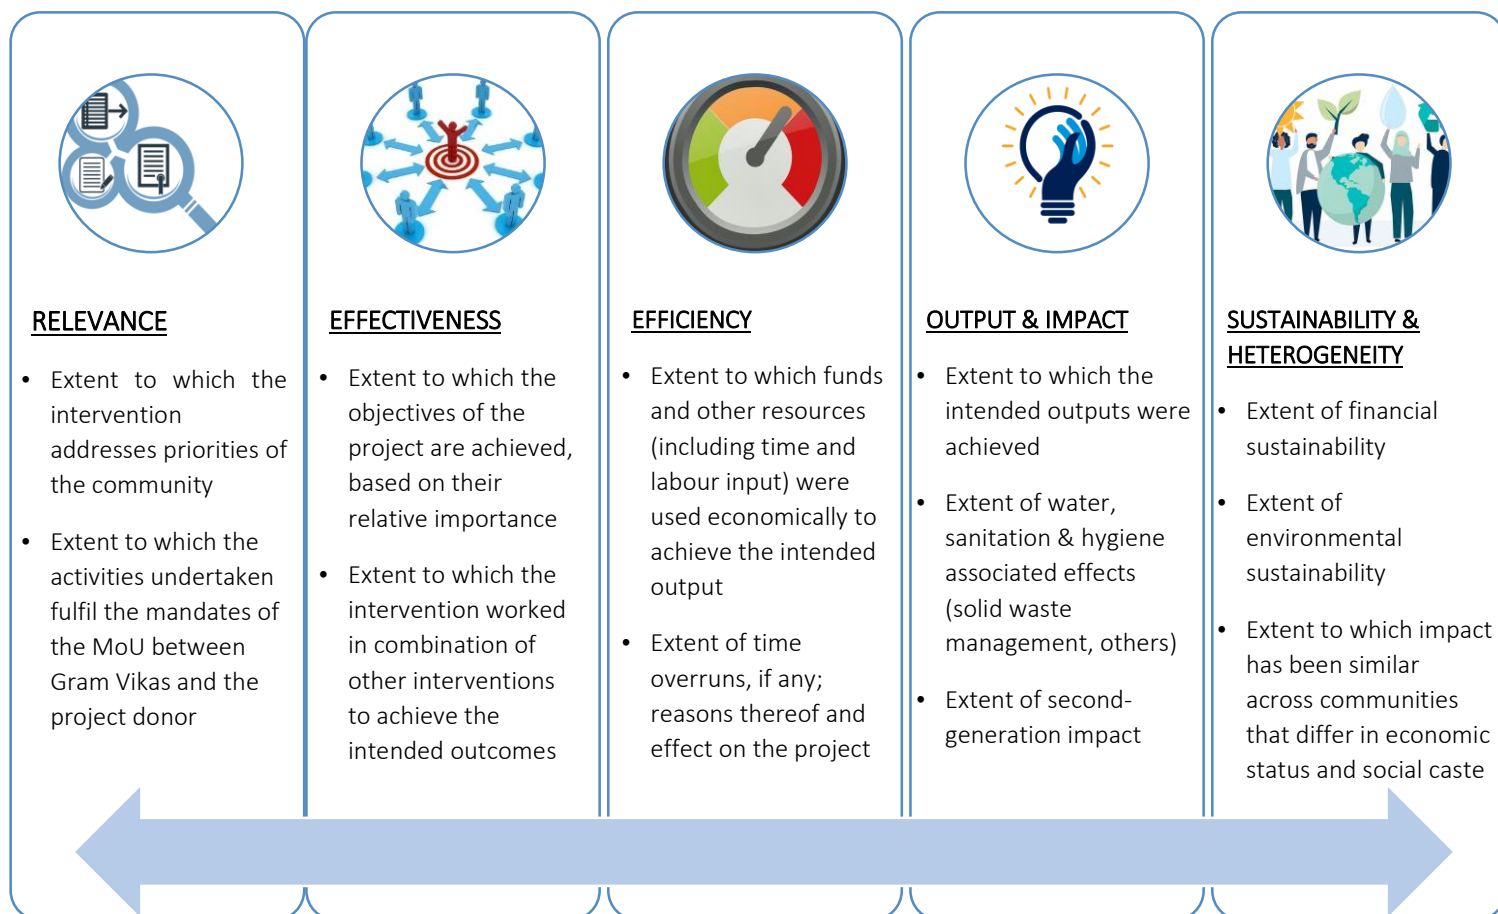 RELEVANCE
• Extent to which the
intervention
addresses priorities of
the community
• Extent to which the
activities undertaken
fulfil the mandates of
the MoU between
Gram Vikas and the
project donor
EFFECTIVENESS
• Extent to which the
objectives of the
project are achieved,
based on their
relative importance
• Extent to which the
intervention worked
in combination of
other interventions
to achieve the
intended outcomes
EFFICIENCY
• Extent to which funds
and other resources
(including time and
labour input) were
used economically to
achieve the intended
output
• Extent of time
overruns, if any;
reasons thereof and
effect on the project
OUTPUT & IMPACT
• Extent to which the
intended outputs were
achieved
• Extent of water,
sanitation & hygiene
associated effects
(solid waste
management, others)
• Extent of second-
generation impact
SUSTAINABILITY &
HETEROGENEITY
• Extent of financial
sustainability
• Extent of
environmental
sustainability
• Extent to which impact
has been similar
across communities
that differ in economic
status and social caste